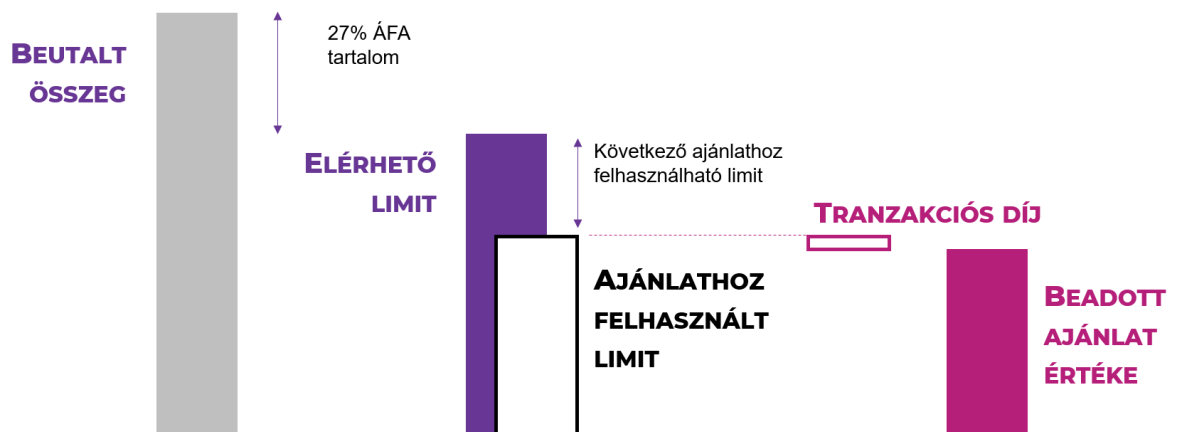 BEUTALT
ÖSSZEG
27% ÁFA
tartalom
ELÉRHETŐ
LIMIT
Következő ajánlathoz
felhasználható limit
TRANZAKCIÓS DÍJ
AJÁNLATHOZ
FELHASZNÁLT
LIMIT
BEADOTT
AJÁNLAT
ÉRTÉKE